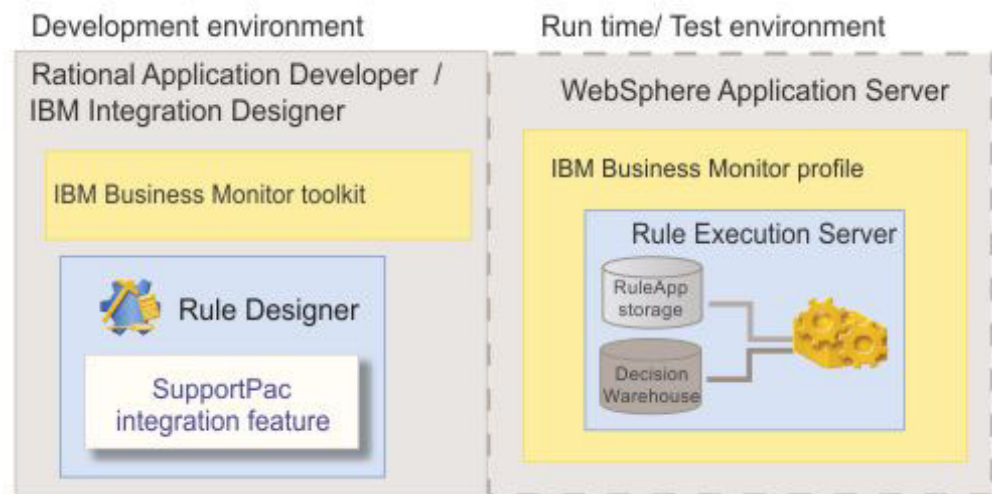 Development environment
Run time/ Test environment
Rational Application Developer /
IBM Integration Designer
IBM Business Monitor toolkit
Rule Designer
SupportPac
integration feature
WebSphere Application Server
IBM Business Monitor profile
Rule Execution Server
RuleApp
storage
Decision
Warehouse